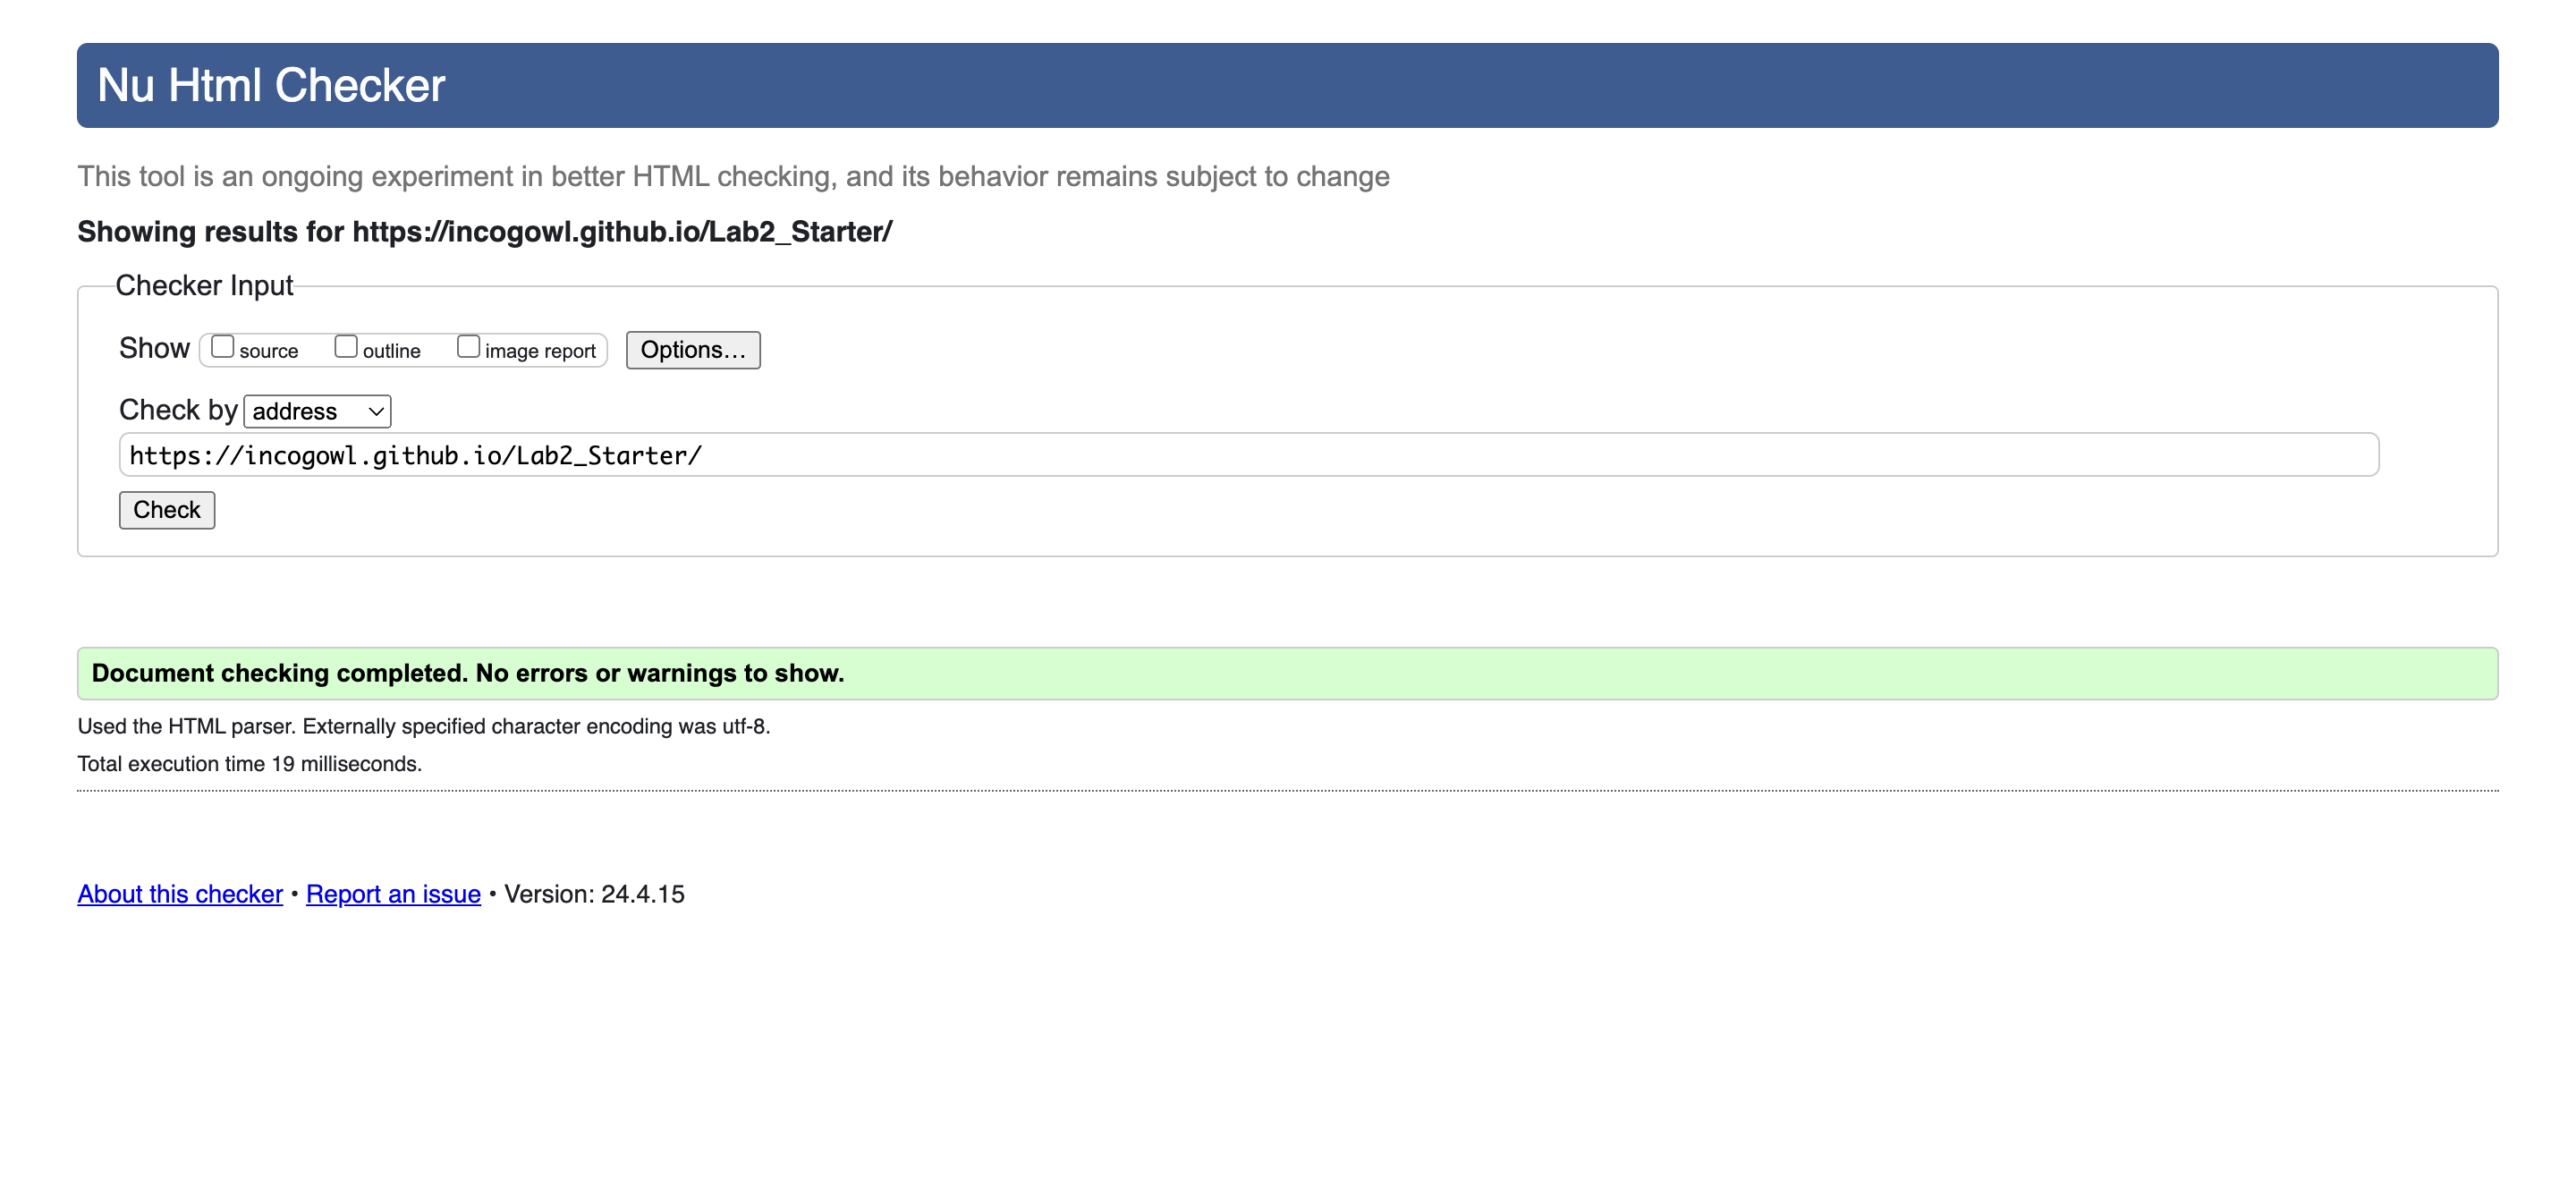 Nu Html Checker
This tool is an ongoing experiment in better HTML checking, and its behavior remains subject to change
Showing results for https://incogowl.github.io/Lab2_Starter/
Checker Input
Show source outline image report Options...
Check by address
https://incogowl.github.io/Lab2_Starter/
Check
Document checking completed. No errors or warnings to show.
Used the HTML parser. Externally specified character encoding was utf-8.
Total execution time 19 milliseconds.
About this checker • Report an issue • Version: 24.4.15